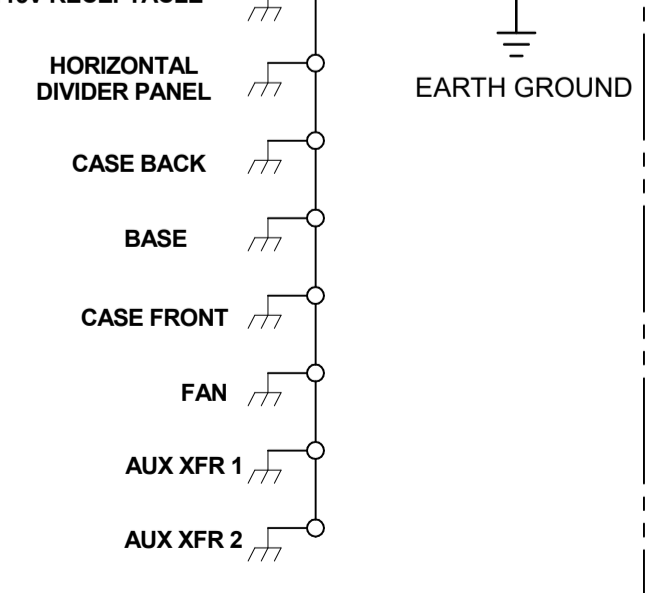 HORIZONTAL
DIVIDER PANEL
EARTH GROUND
CASE BACK
BASE
CASE FRONT
FAN
AUX XFR 1
AUX XFR 2